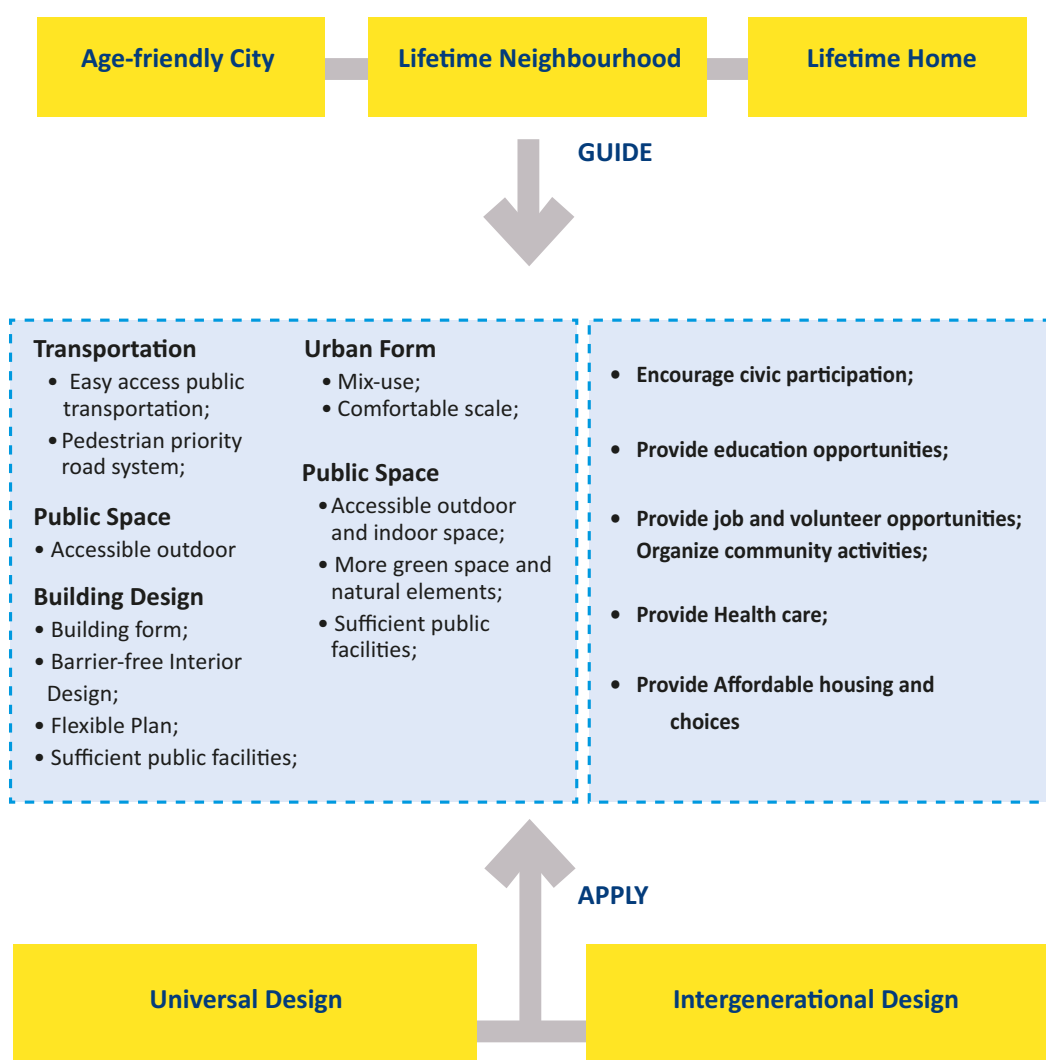 Age-friendly City
Lifetime Neighbourhood
Lifetime Home
GUIDE
Transportation
• Easy access public
transportation;
• Pedestrian priority
road system;
Public Space
• Accessible outdoor
Building Design
• Building form;
• Barrier-free Interior
Design;
• Flexible Plan;
• Sufficient public facilities;
Urban Form
• Mix-use;
• Comfortable scale;
Public Space
• Accessible outdoor
and indoor space;
• More green space and
natural elements;
• Sufficient public
facilities;
• Encourage civic participation;
• Provide education opportunities;
• Provide job and volunteer opportunities;
Organize community activities;
• Provide Health care;
• Provide Affordable housing and
choices
APPLY
Universal Design
Intergenerational Design